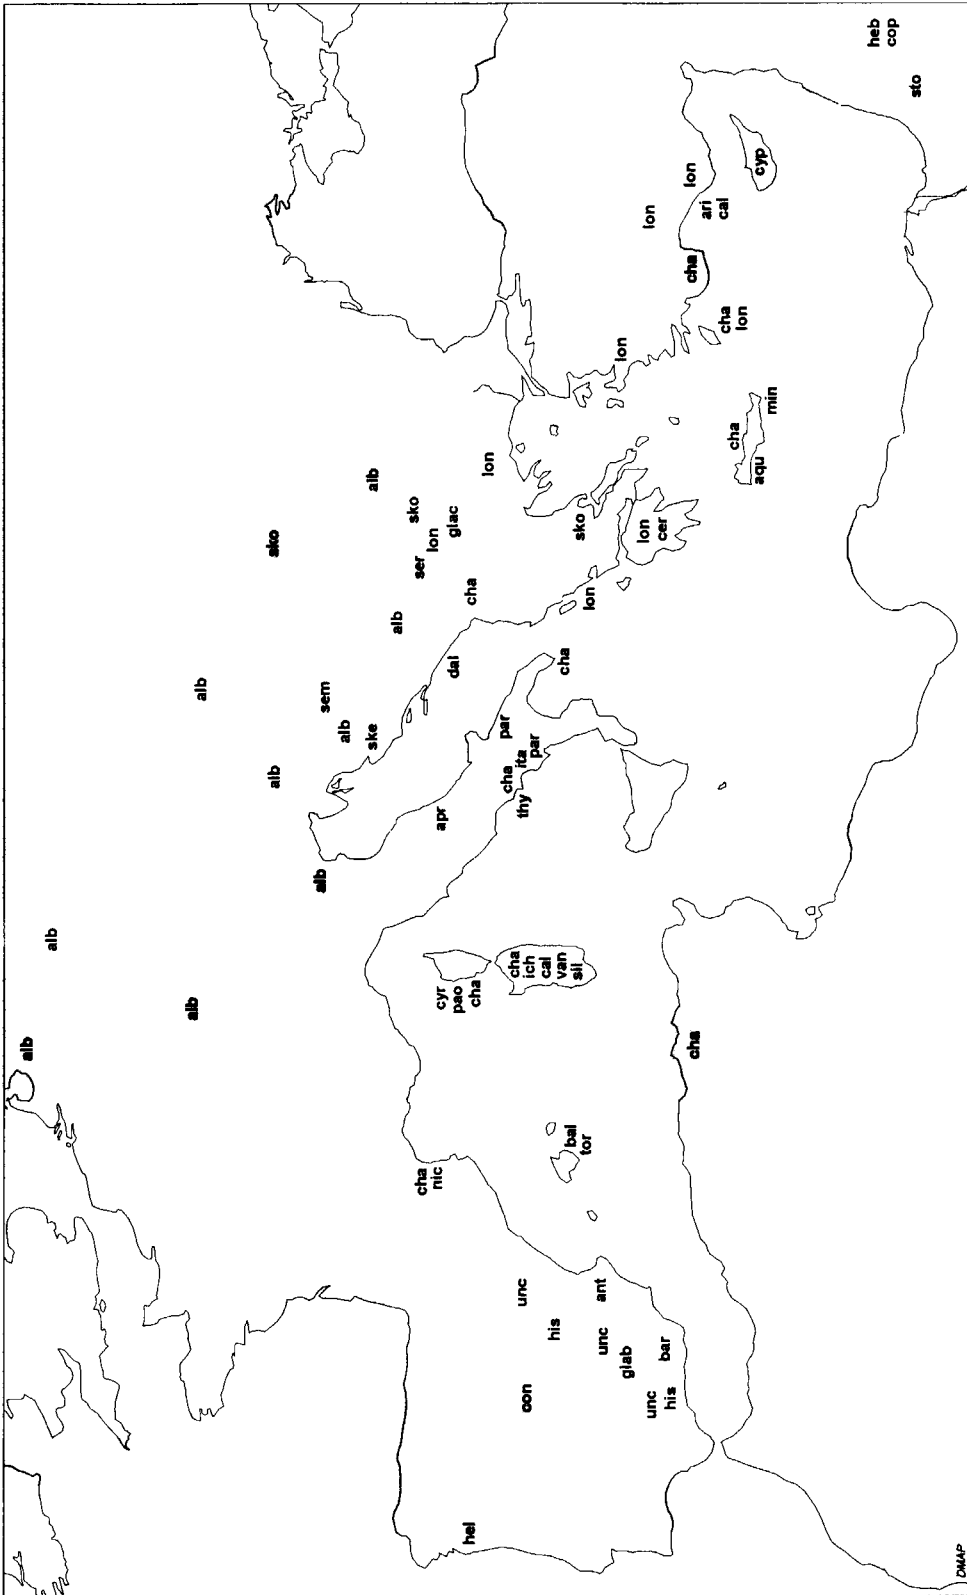 alb
alb
alb
alb
alb
sko
alb
sem
alb
ske
alb
alb
sko
ser
lon
glac
cha
nic
apr
cyr
pao
cha
dal
hel
cha
lon
par
cha
ita
par
thy
cha
ich
cal
van
sil
unc
con
his
cha
bal
tor
sko
lon
ant
unc
glab
lon
lon
cer
unc
his
bar
lon
lon
cha
cha
ari
cal
cha
lon
cha
aqu
min
cyp
heb
cop
sto
DMAP